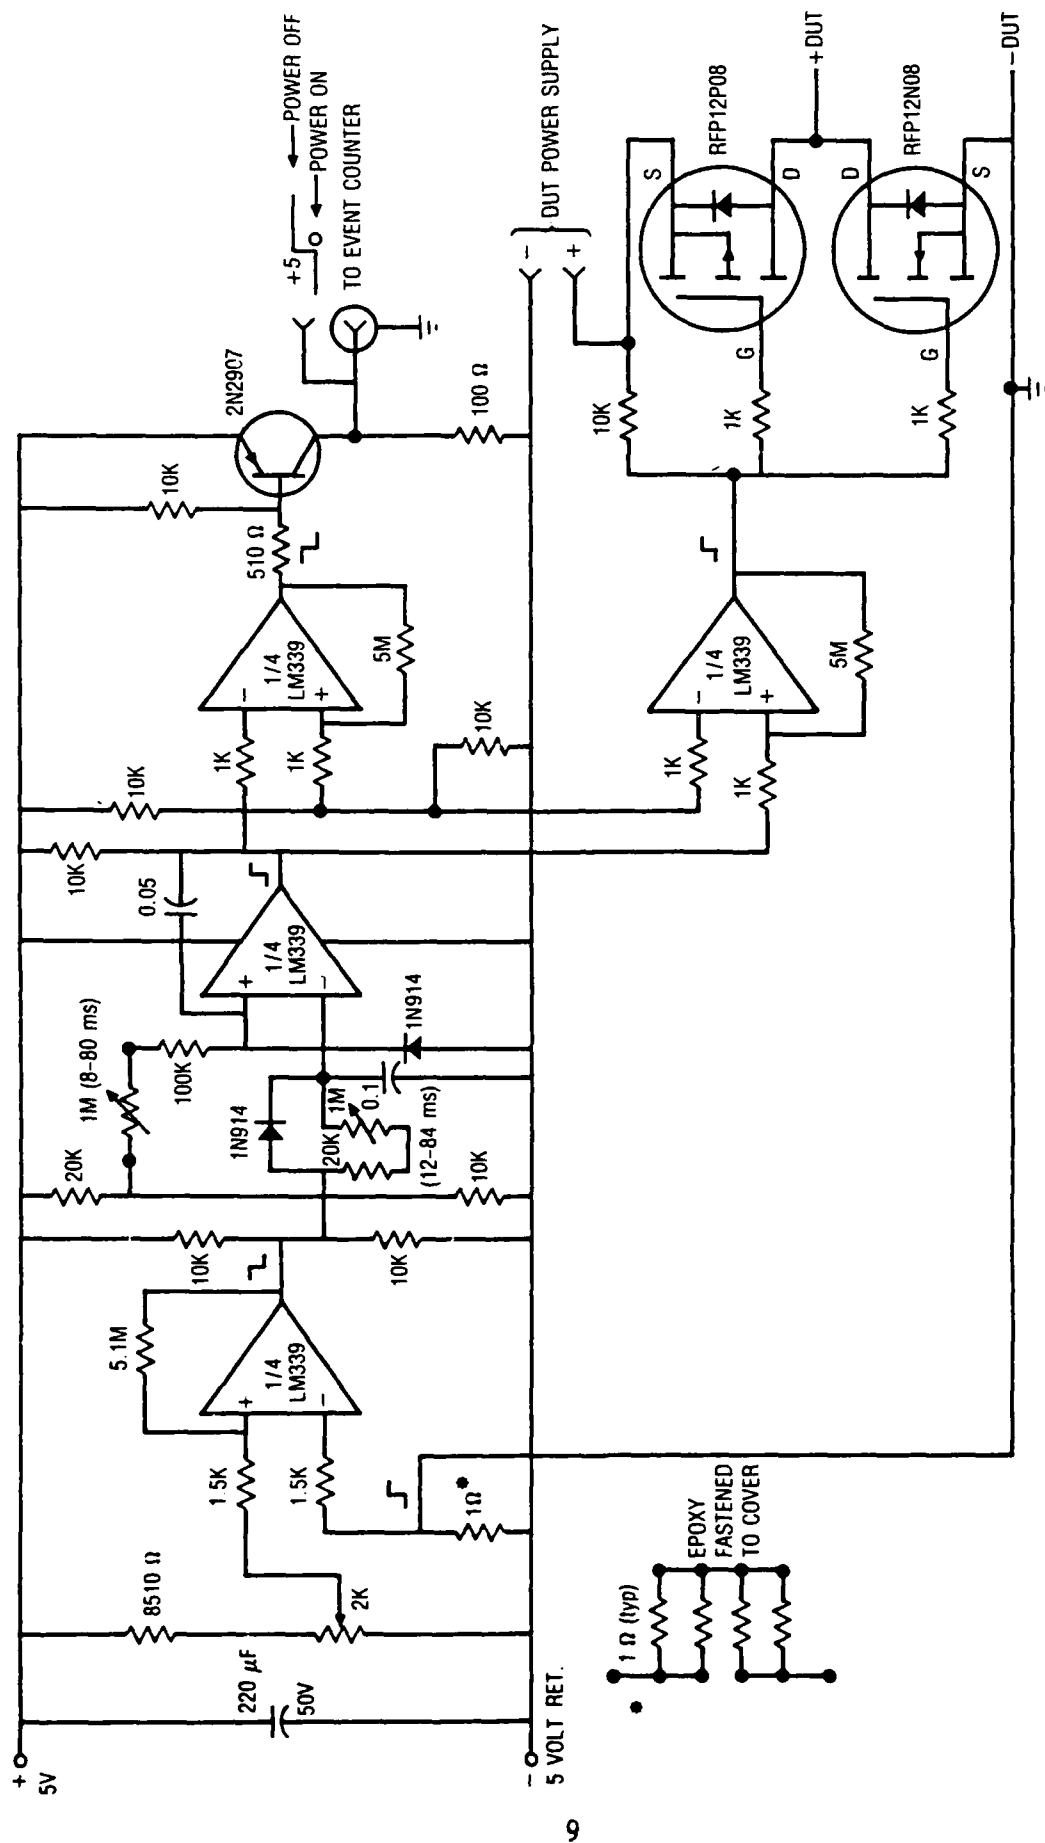 +
5V
220 µF
50V
8510 Ω
2K
1.5K
1.5K
1Ω*
5.1M
+
−
1/4
LM339
10K
10K
20K
10K
1M (8-80 ms)
100K
1N914
20K
1M
(12-84 ms)
0.1
1N914
0.05
+
−
1/4
LM339
10K
10K
1K
1K
10K
−
+
1/4
LM339
5M
510 Ω
10K
2N2907
100 Ω
+5
POWER OFF
POWER ON
TO EVENT COUNTER
−
+
DUT POWER SUPPLY
−
5 VOLT RET.
1K
1K
−
+
1/4
LM339
5M
10K
1K
1K
G
G
S
D
D
S
RFP12P08
RFP12N08
+DUT
−DUT
*
1 Ω (typ)
EPOXY
FASTENED
TO COVER
9